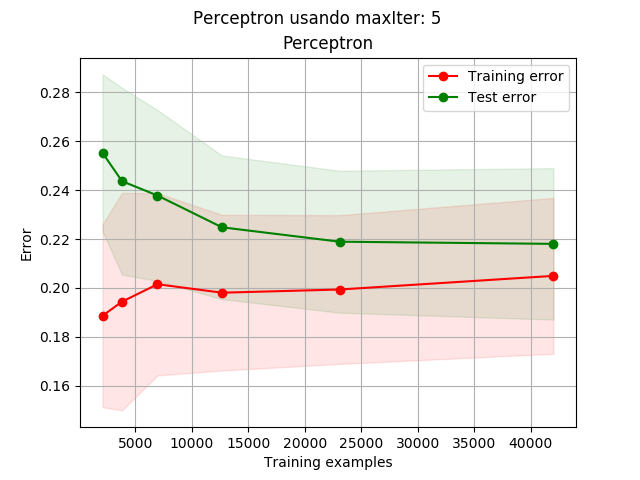 Perceptron usando maxIter: 5
Perceptron
Training error
Test error
0.28
0.26
0.24
0.22
0.20
0.18
0.16
Error
5000 10000 15000 20000 25000 30000 35000 40000
Training examples